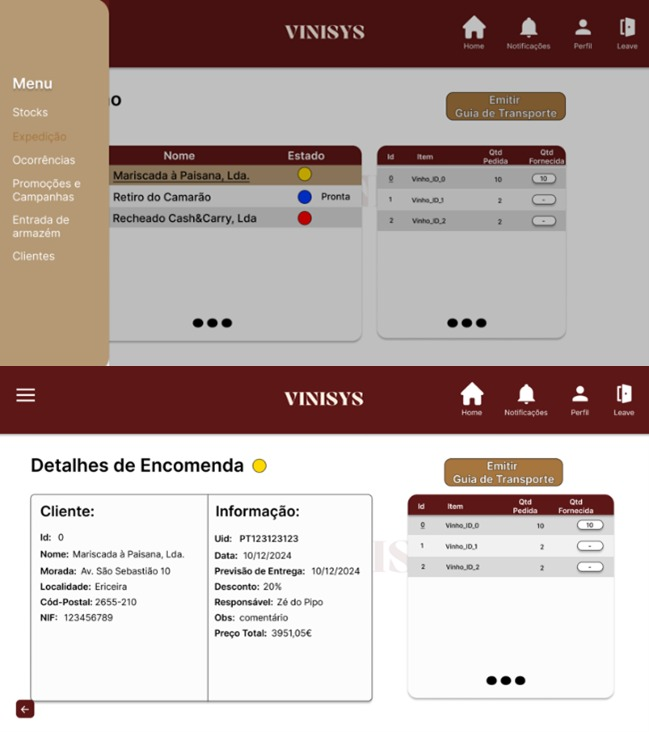 VINISYS
Home
Notificações
Perfil
Leave
Menu
Stocks
Expedição
Ocorrências
Promoções e
Campanhas
Entrada de
armazém
Clientes
o
Emitir
Guia de Transporte
Nome Estado
Mariscada à Paisana, Lda.
Retiro do Camarão Pronta
Recheado Cash&Carry, Lda
Id Item Qtd Pedida Qtd Fornecida
0 Vinho_ID_0 10 10
1 Vinho_ID_1 2 -
2 Vinho_ID_2 2 -
VINISYS
Home
Notificações
Perfil
Leave
Detalhes de Encomenda
Emitir
Guia de Transporte
Cliente:
Id: 0
Nome: Mariscada à Paisana, Lda.
Morada: Av. São Sebastião 10
Localidade: Ericeira
Cód-Postal: 2655-210
NIF: 123456789
Informação:
Uid: PT123123123
Data: 10/12/2024
Previsão de Entrega: 10/12/2024
Desconto: 20%
Responsável: Zé do Pipo
Obs: comentário
Preço Total: 3951,05€
Id Item Qtd Pedida Qtd Fornecida
0 Vinho_ID_0 10 10
1 Vinho_ID_1 2 -
2 Vinho_ID_2 2 -